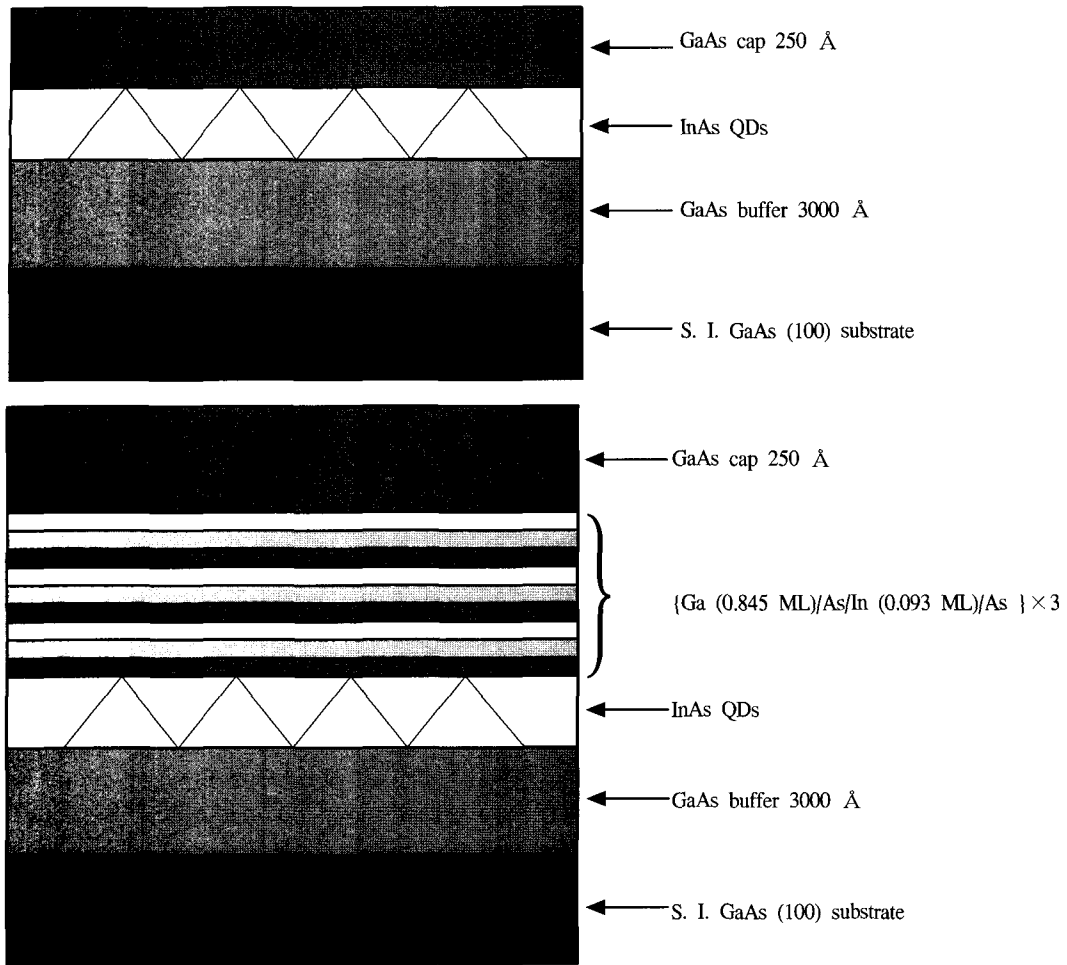 GaAs cap 250 Å
InAs QDs
GaAs buffer 3000 Å
S. I. GaAs (100) substrate
GaAs cap 250 Å
{Ga (0.845 ML)/As/In (0.093 ML)/As }×3
InAs QDs
GaAs buffer 3000 Å
S. I. GaAs (100) substrate